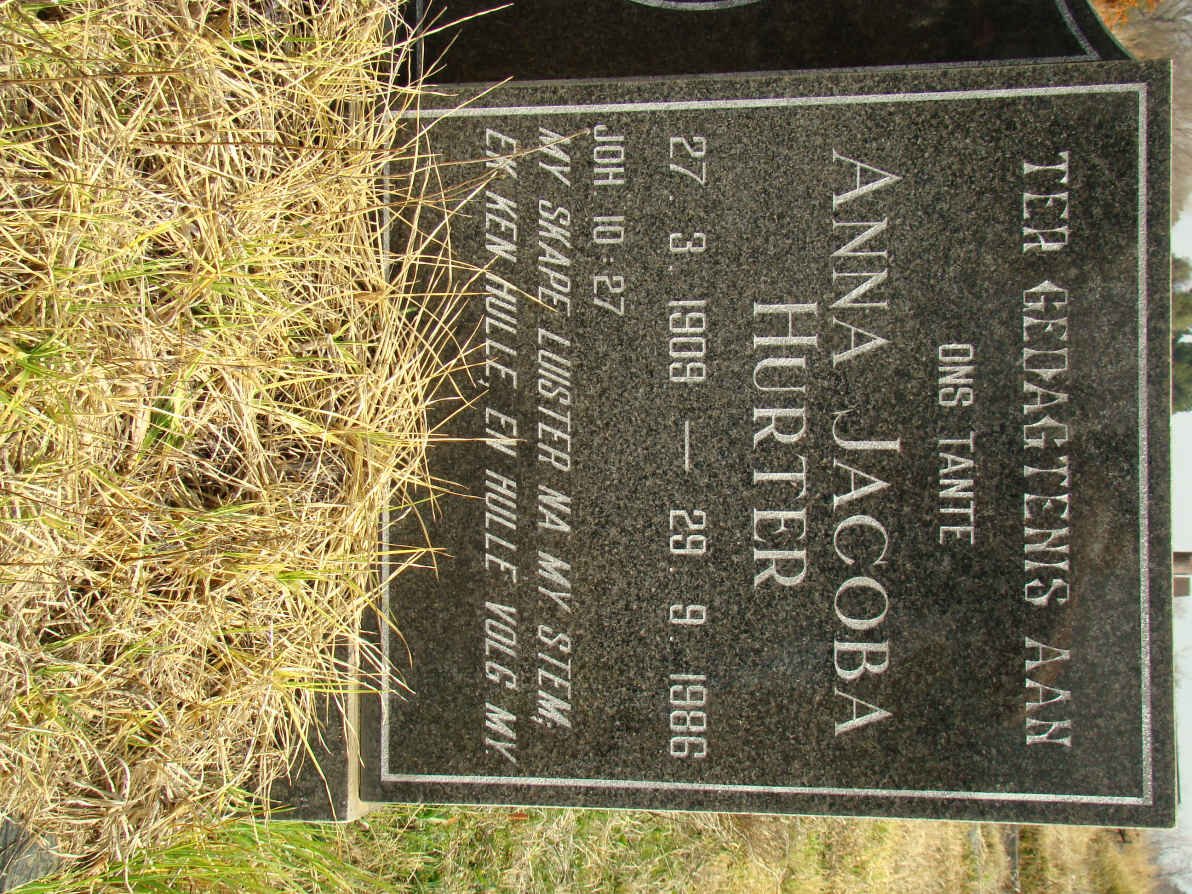 TER GEDAGTENIS AAN
ONS TANTE
ANNA JACOBA
HURTER
27. 3. 1909 — 29. 9. 1986
JOH 10:27
MY SKAPE LUISTER NA MY STEM,
EK KEN HULLE, EN HULLE VOLG MY.